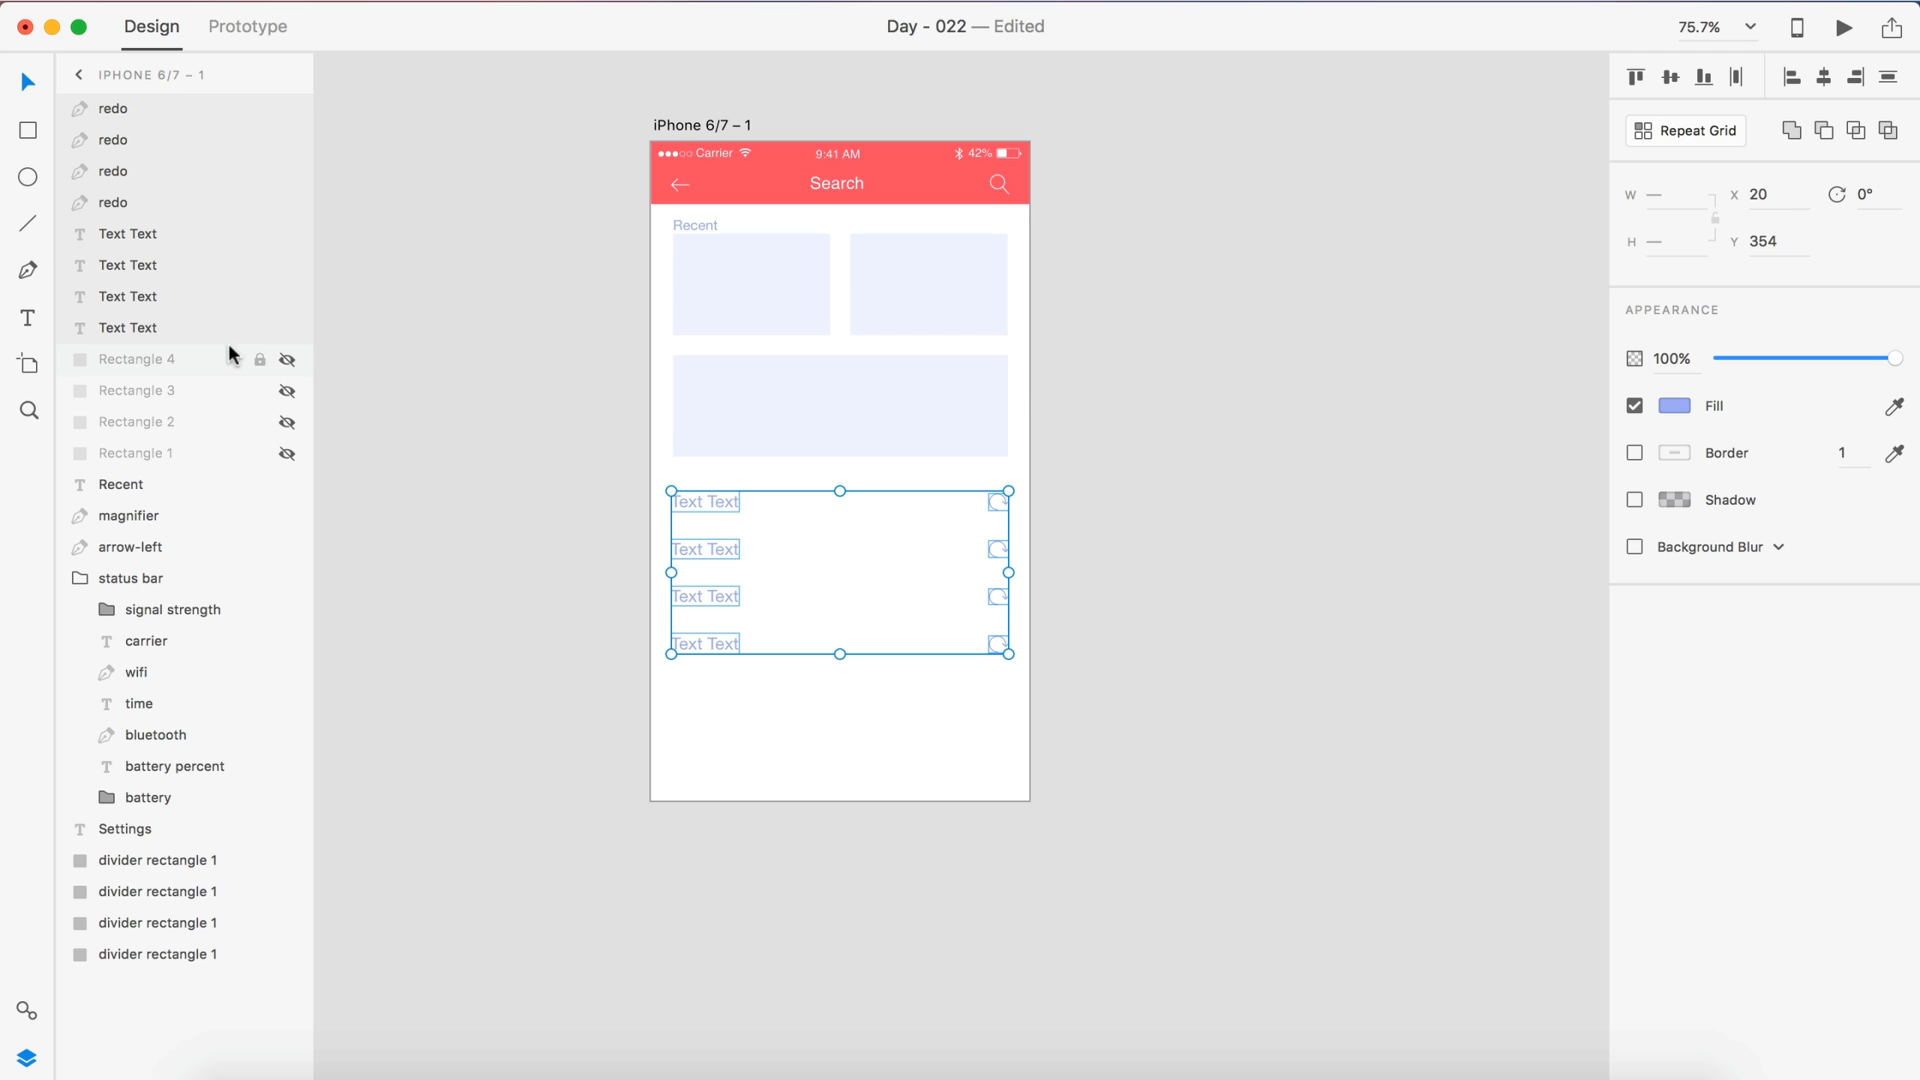 Design Prototype Day - 022 — Edited 75.7%
IPHONE 6/7 – 1
redo
redo
redo
redo
Text Text
Text Text
Text Text
Text Text
Rectangle 4
Rectangle 3
Rectangle 2
Rectangle 1
Recent
magnifier
arrow-left
status bar
signal strength
carrier
wifi
time
bluetooth
battery percent
battery
Settings
divider rectangle 1
divider rectangle 1
divider rectangle 1
divider rectangle 1
iPhone 6/7 – 1
Carrier 9:41 AM 42%
Search
Recent
Text Text
Text Text
Text Text
Text Text
Repeat Grid
W — X 20 0°
H — Y 354
APPEARANCE
100%
Fill
Border 1
Shadow
Background Blur